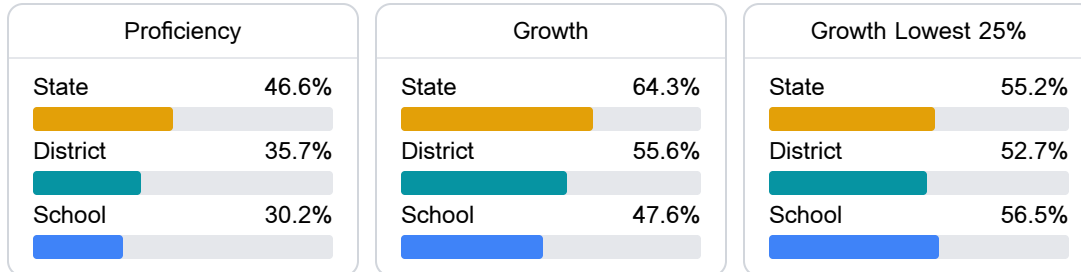 Proficiency
State 46.6%
District 35.7%
School 30.2%
Growth
State 64.3%
District 55.6%
School 47.6%
Growth Lowest 25%
State 55.2%
District 52.7%
School 56.5%